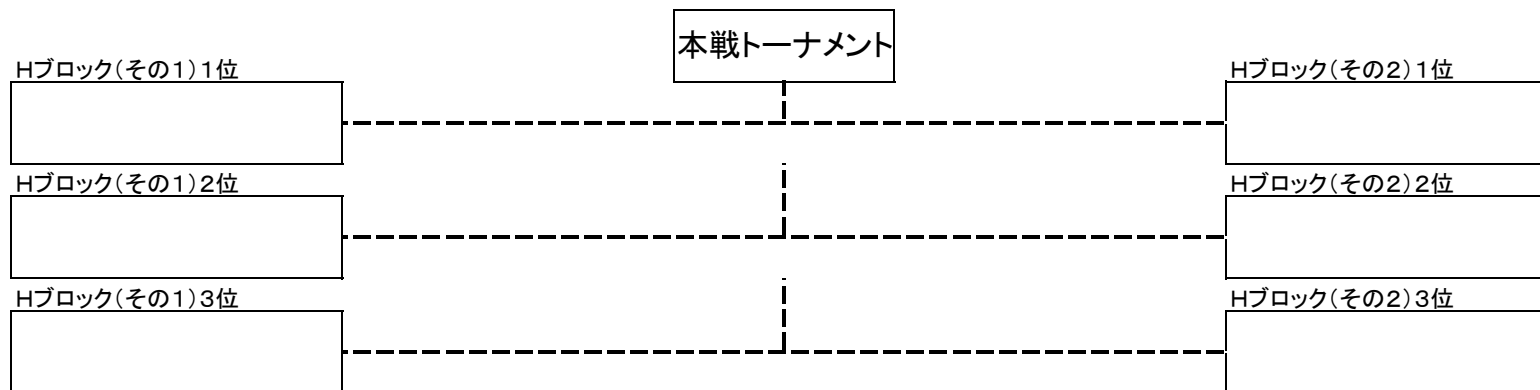 本戦トーナメント
Hブロック(その1)1位
Hブロック(その2)1位
Hブロック(その1)2位
Hブロック(その2)2位
Hブロック(その1)3位
Hブロック(その2)3位